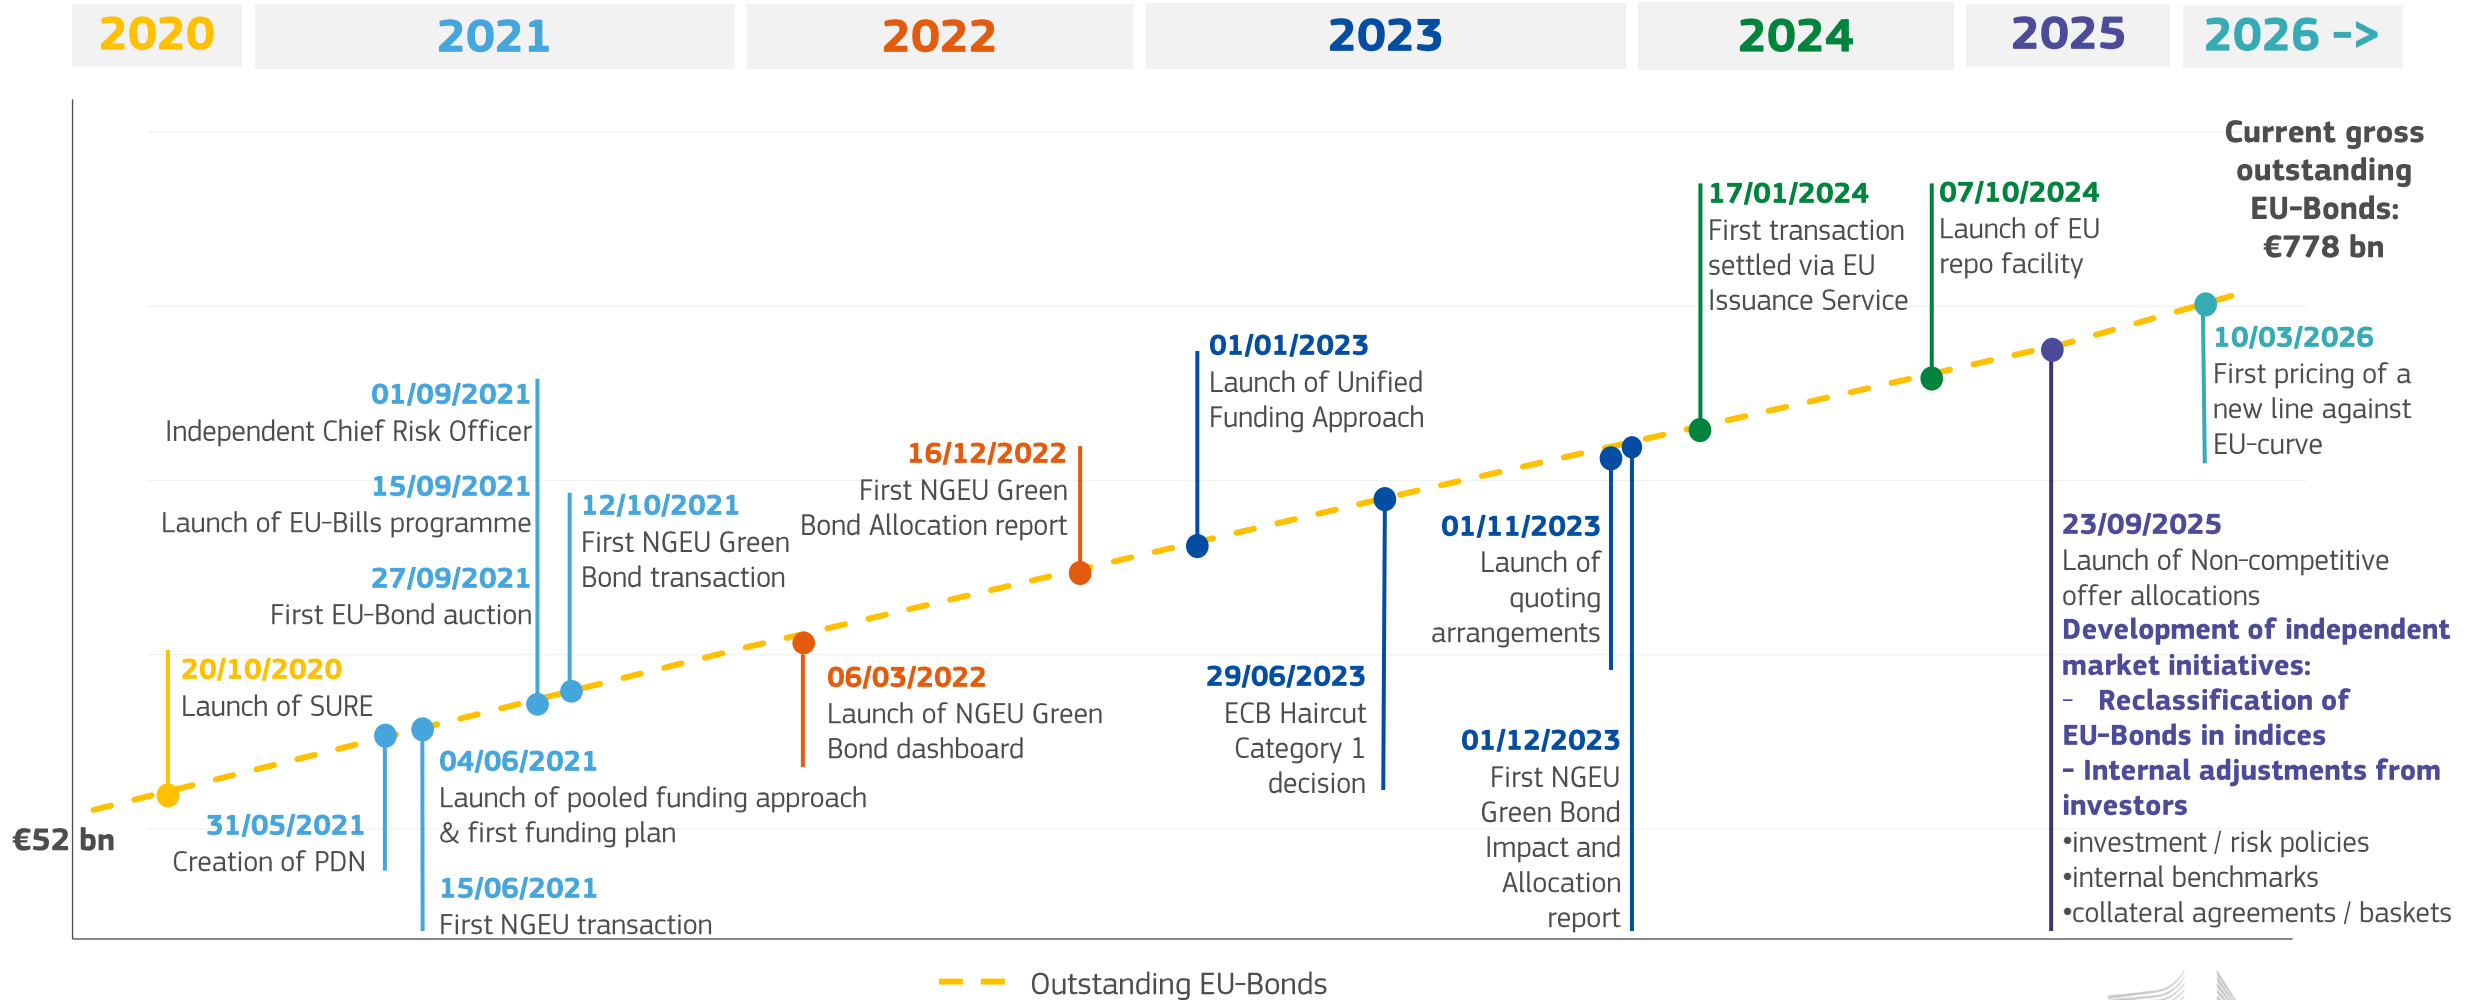 2020
2021
2022
2023
2024
2025
2026 ->
Current gross
outstanding
EU-Bonds:
€778 bn
17/01/2024
First transaction
settled via EU
Issuance Service
07/10/2024
Launch of EU
repo facility
10/03/2026
First pricing of a
new line against
EU-curve
01/01/2023
Launch of Unified
Funding Approach
01/09/2021
Independent Chief Risk Officer
15/09/2021
Launch of EU-Bills programme
27/09/2021
First EU-Bond auction
12/10/2021
First NGEU Green
Bond transaction
16/12/2022
First NGEU Green
Bond Allocation report
01/11/2023
Launch of
quoting
arrangements
23/09/2025
Launch of Non-competitive
offer allocations
Development of independent
market initiatives:
- Reclassification of
EU-Bonds in indices
- Internal adjustments from
investors
•investment / risk policies
•internal benchmarks
•collateral agreements / baskets
20/10/2020
Launch of SURE
06/03/2022
Launch of NGEU Green
Bond dashboard
29/06/2023
ECB Haircut
Category 1
decision
01/12/2023
First NGEU
Green Bond
Impact and
Allocation
report
04/06/2021
Launch of pooled funding approach
& first funding plan
15/06/2021
First NGEU transaction
31/05/2021
Creation of PDN
€52 bn
Outstanding EU-Bonds